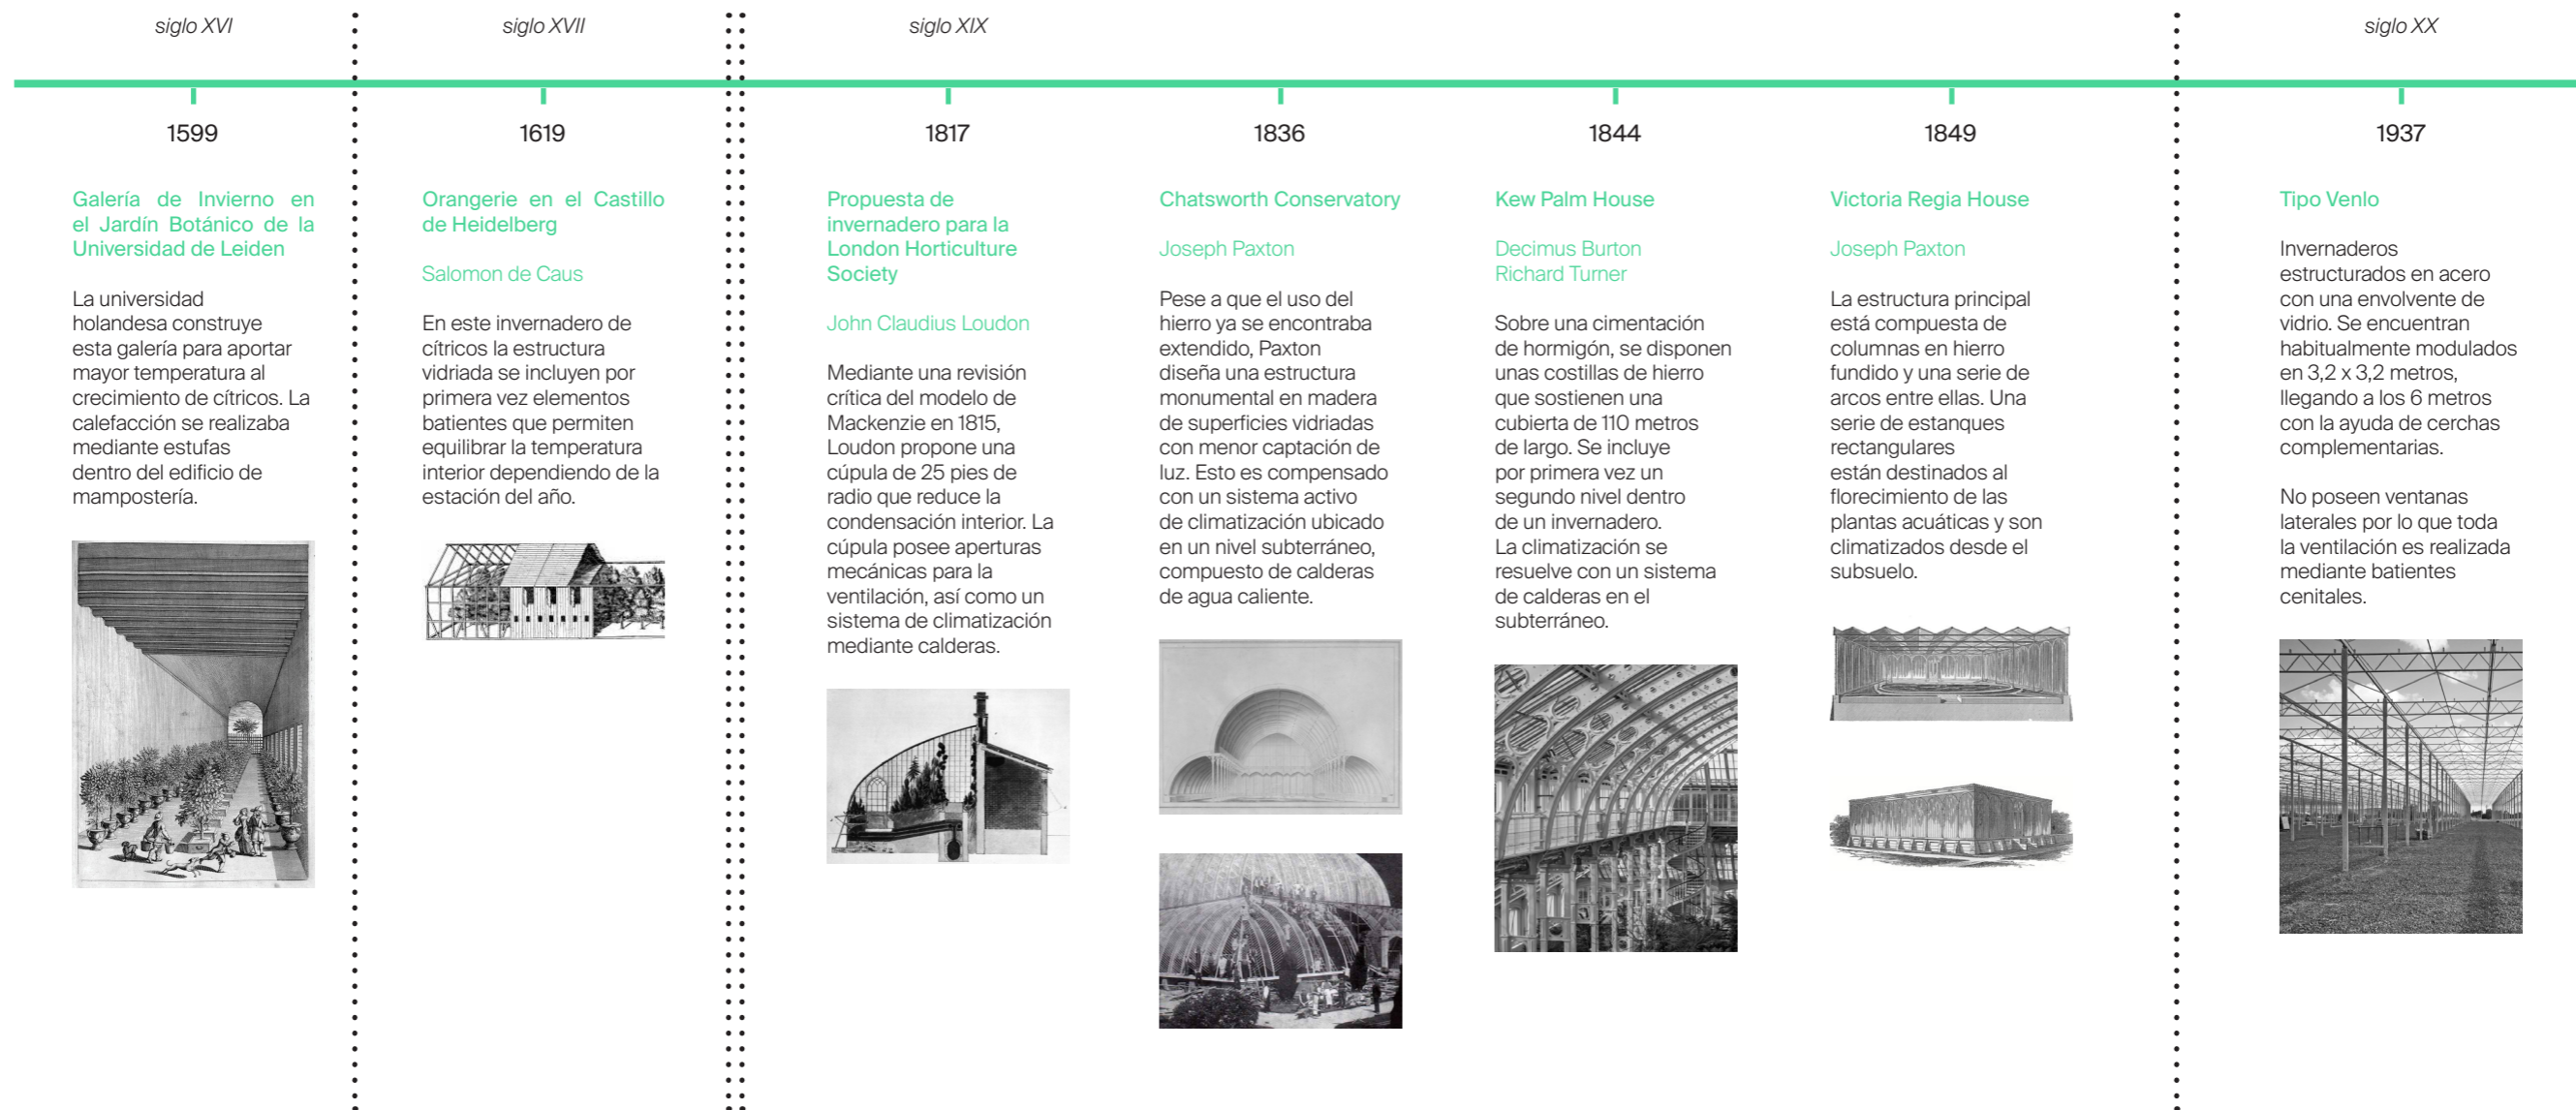 siglo XVI
siglo XVII
siglo XIX
siglo XX
1599
Galería de Invierno en
el Jardín Botánico de la
Universidad de Leiden
La universidad
holandesa construye
esta galería para aportar
mayor temperatura al
crecimiento de cítricos. La
calefacción se realizaba
mediante estufas
dentro del edificio de
mampostería.
1619
Orangerie en el Castillo
de Heidelberg
Salomon de Caus
En este invernadero de
cítricos la estructura
vidriada se incluyen por
primera vez elementos
batientes que permiten
equilibrar la temperatura
interior dependiendo de la
estación del año.
1817
Propuesta de
invernadero para la
London Horticulture
Society
John Claudius Loudon
Mediante una revisión
crítica del modelo de
Mackenzie en 1815,
Loudon propone una
cúpula de 25 pies de
radio que reduce la
condensación interior. La
cúpula posee aperturas
mecánicas para la
ventilación, así como un
sistema de climatización
mediante calderas.
1836
Chatsworth Conservatory
Joseph Paxton
Pese a que el uso del
hierro ya se encontraba
extendido, Paxton
diseña una estructura
monumental en madera
de superficies vidriadas
con menor captación de
luz. Esto es compensado
con un sistema activo
de climatización ubicado
en un nivel subterráneo,
compuesto de calderas
de agua caliente.
1844
Kew Palm House
Decimus Burton
Richard Turner
Sobre una cimentación
de hormigón, se disponen
unas costillas de hierro
que sostienen una
cubierta de 110 metros
de largo. Se incluye
por primera vez un
segundo nivel dentro
de un invernadero.
La climatización se
resuelve con un sistema
de calderas en el
subterráneo.
1849
Victoria Regia House
Joseph Paxton
La estructura principal
está compuesta de
columnas en hierro
fundido y una serie de
arcos entre ellas. Una
serie de estanques
rectangulares
están destinados al
florecimiento de las
plantas acuáticas y son
climatizados desde el
subsuelo.
1937
Tipo Venlo
Invernaderos
estructurados en acero
con una envolvente de
vidrio. Se encuentran
habitualmente modulados
en 3,2 x 3,2 metros,
llegando a los 6 metros
con la ayuda de cerchas
complementarias.
No poseen ventanas
laterales por lo que toda
la ventilación es realizada
mediante batientes
cenitales.